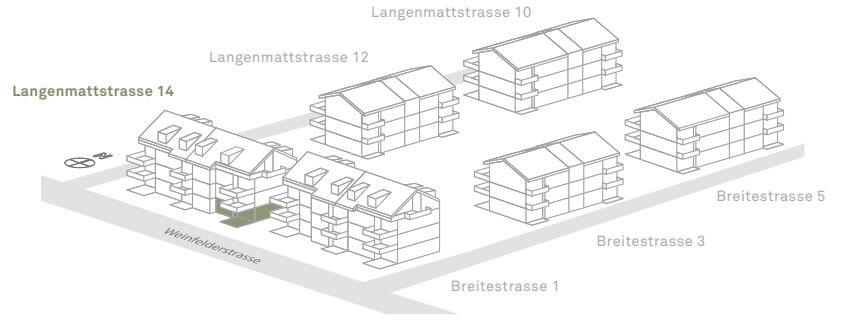 Langenmattstrasse 10
Langenmattstrasse 12
Langenmattstrasse 14
N
Breitestrasse 5
Weinfelderstrasse
Breitestrasse 3
Breitestrasse 1